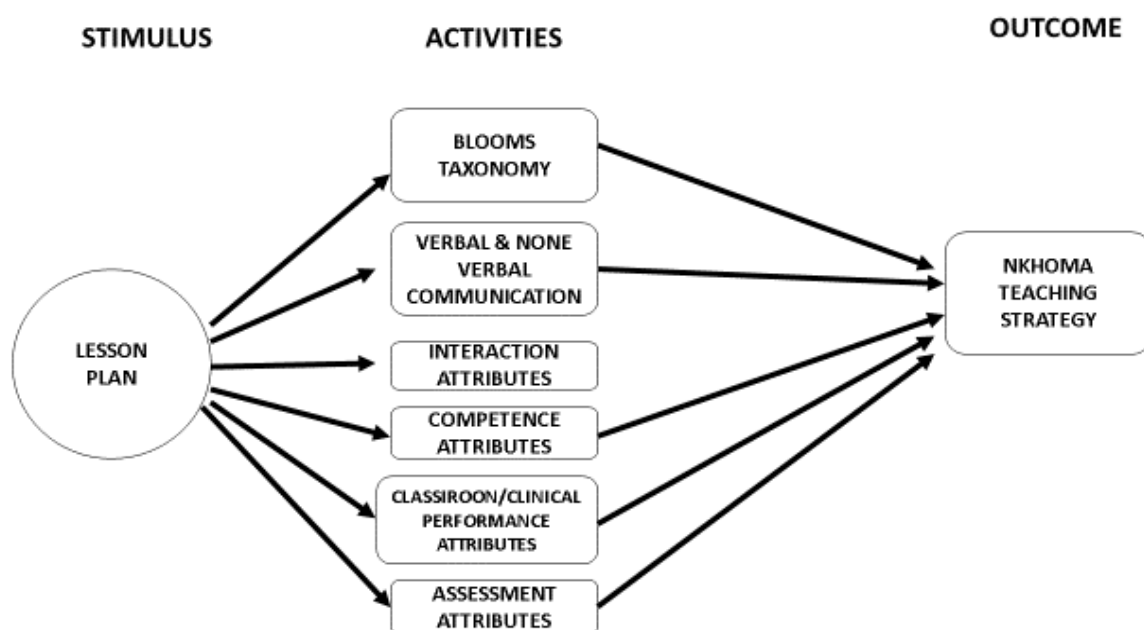 STIMULUS
ACTIVITIES
OUTCOME
BLOOMS
TAXONOMY
VERBAL & NONE
VERBAL
COMMUNICATION
NKHOMA
TEACHING
STRATEGY
LESSON
PLAN
INTERACTION
ATTRIBUTES
COMPETENCE
ATTRIBUTES
CLASSIROON/CLINICAL
PERFORMANCE
ATTRIBUTES
ASSESSMENT
ATTRIBUTES